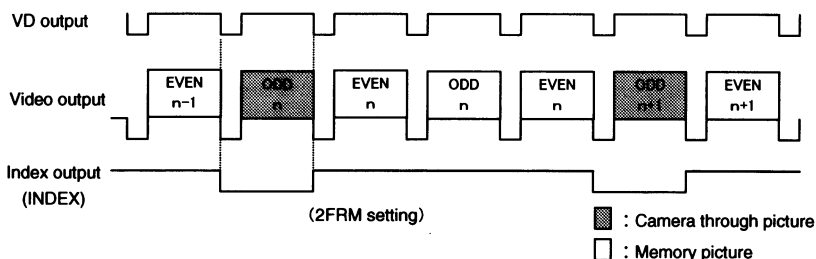 VD output
Video output
EVEN n-1
ODD n
EVEN n
ODD n
EVEN n
ODD n+1
EVEN n+1
Index output
(INDEX)
(2FRM setting)
: Camera through picture
: Memory picture